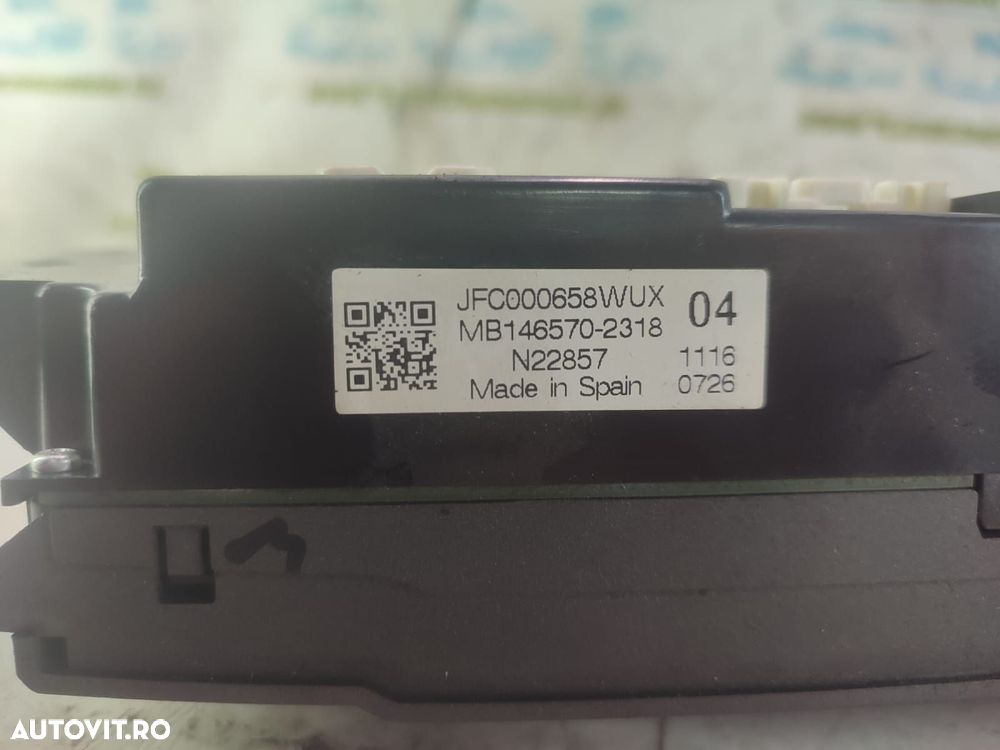 JFC000658WUX 04
MB146570-2318
N22857 1116
Made in Spain 0726
AUTOVIT.RO